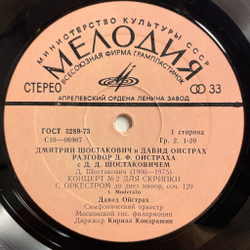 МИНИСТЕРСТВО КУЛЬТУРЫ СССР
МЕЛОДИЯ
ВСЕСОЮЗНАЯ ФИРМА ГРАМПЛАСТИНОК
СТЕРЕО
33
АПРЕЛЕВСКИЙ ОРДЕНА ЛЕНИНА ЗАВОД
ГОСТ 5289-73
1 сторона
С10—06907
Гр. 2. 1-20
ДМИТРИЙ ШОСТАКОВИЧ и ДАВИД ОЙСТРАХ
РАЗГОВОР Д. Ф. ОЙСТРАХА
с Д. Д. ШОСТАКОВИЧЕМ
Д. Шостакович (1906—1975)
КОНЦЕРТ № 2 ДЛЯ СКРИПКИ
С ОРКЕСТРОМ до диез минор, соч. 129
I. Moderato
Давид Ойстрах
Симфонический оркестр
Московской гос. филармонии
Дирижер Кирилл Кондрашин